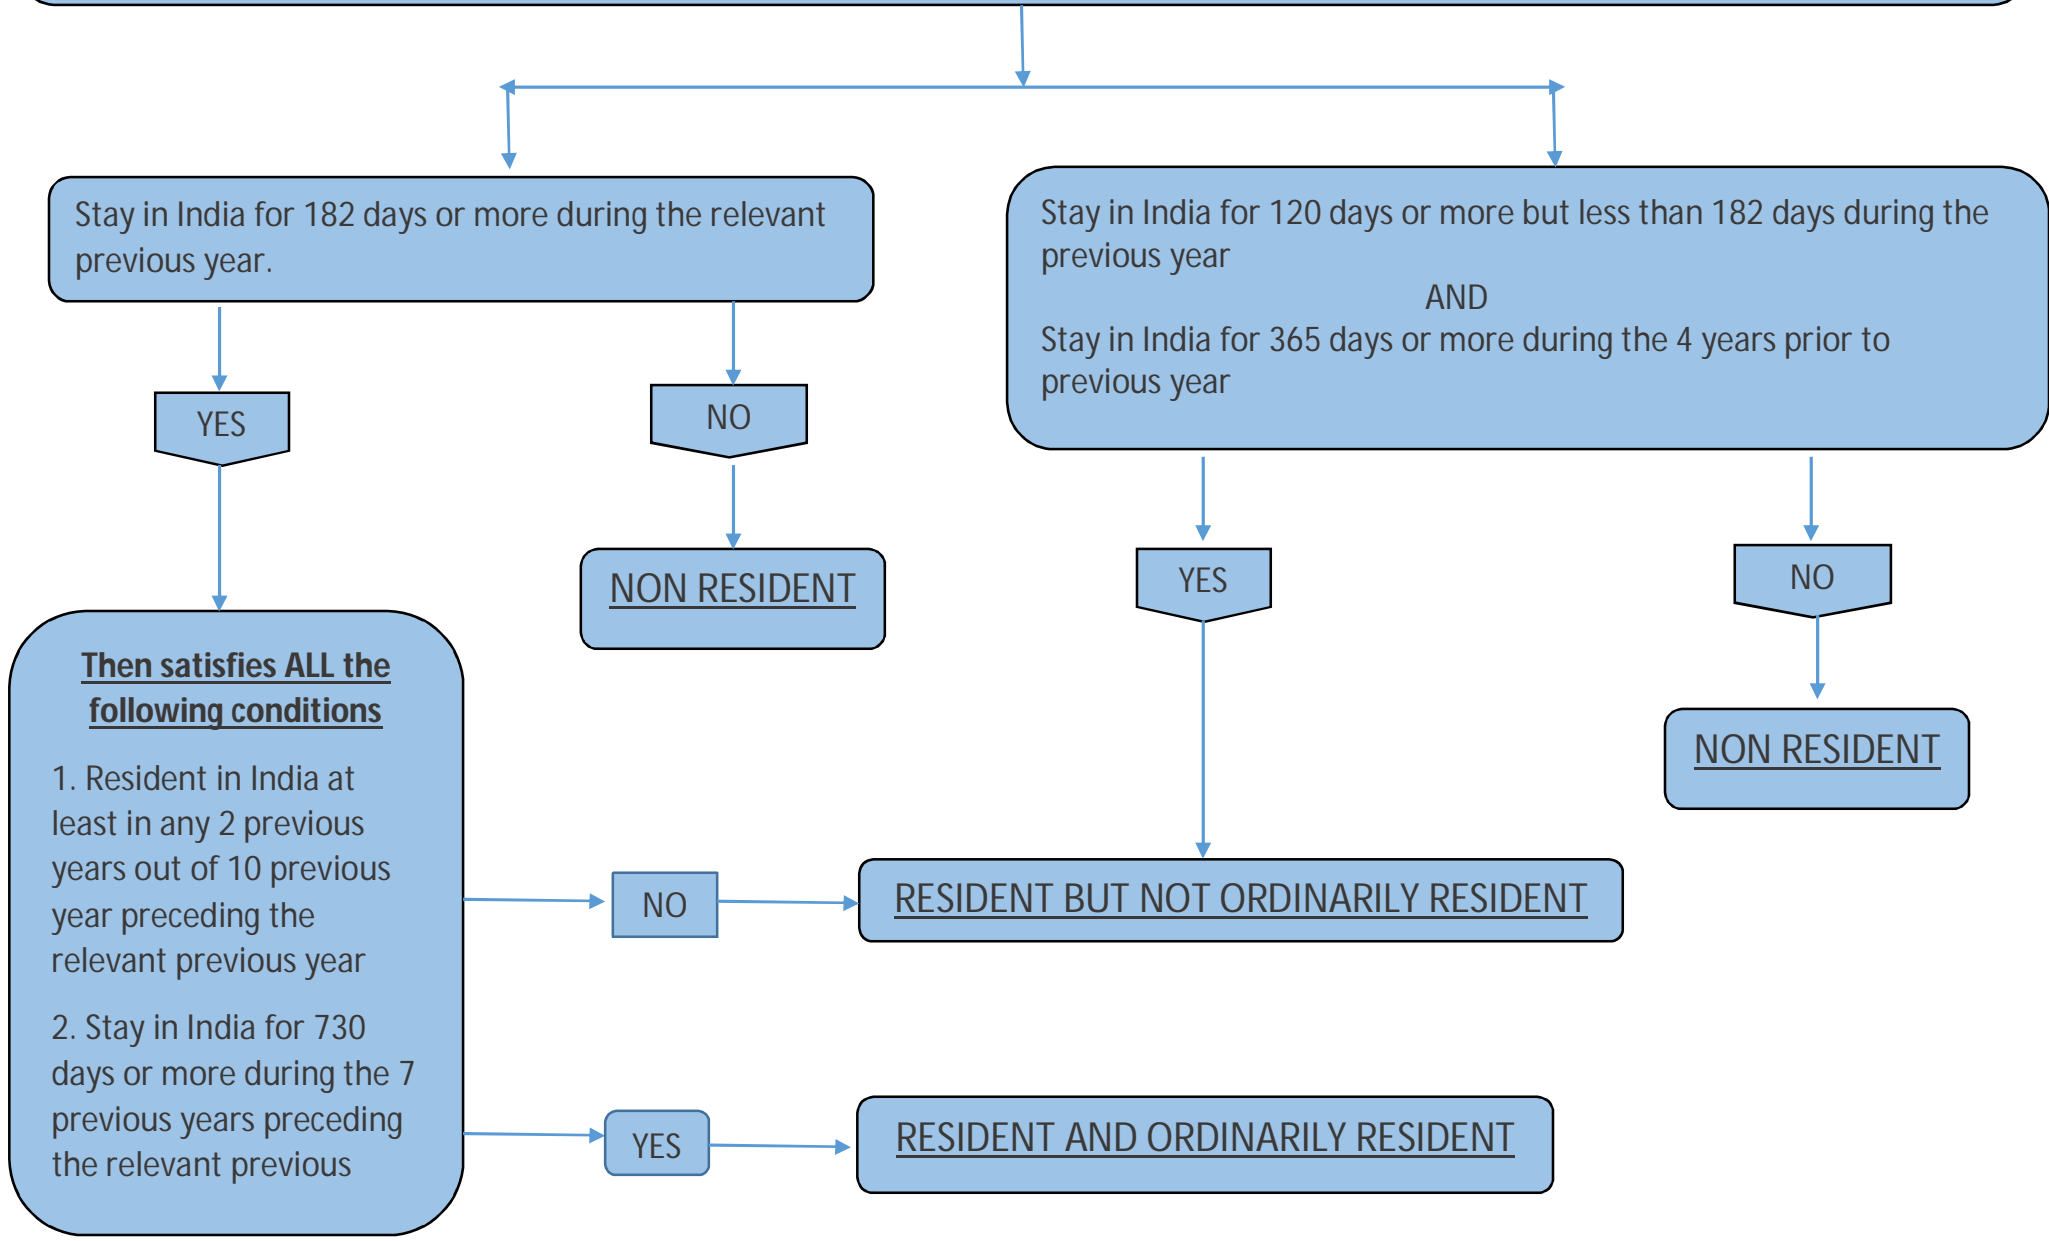 Stay in India for 182 days or more during the relevant
previous year.
Stay in India for 120 days or more but less than 182 days during the
previous year
AND
Stay in India for 365 days or more during the 4 years prior to
previous year
YES
NO
NON RESIDENT
YES
NO
NON RESIDENT
Then satisfies ALL the
following conditions
1. Resident in India at
least in any 2 previous
years out of 10 previous
year preceding the
relevant previous year
2. Stay in India for 730
days or more during the 7
previous years preceding
the relevant previous
NO
RESIDENT BUT NOT ORDINARILY RESIDENT
YES
RESIDENT AND ORDINARILY RESIDENT